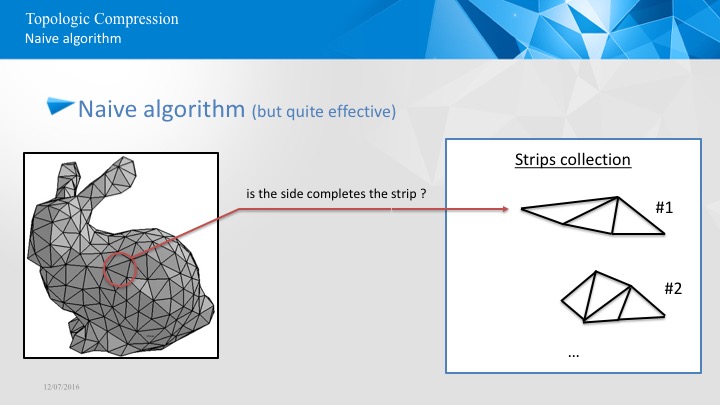 Topologic Compression
Naive algorithm
Naive algorithm (but quite effective)
is the side completes the strip ?
Strips collection
#1
#2
...
12/07/2016